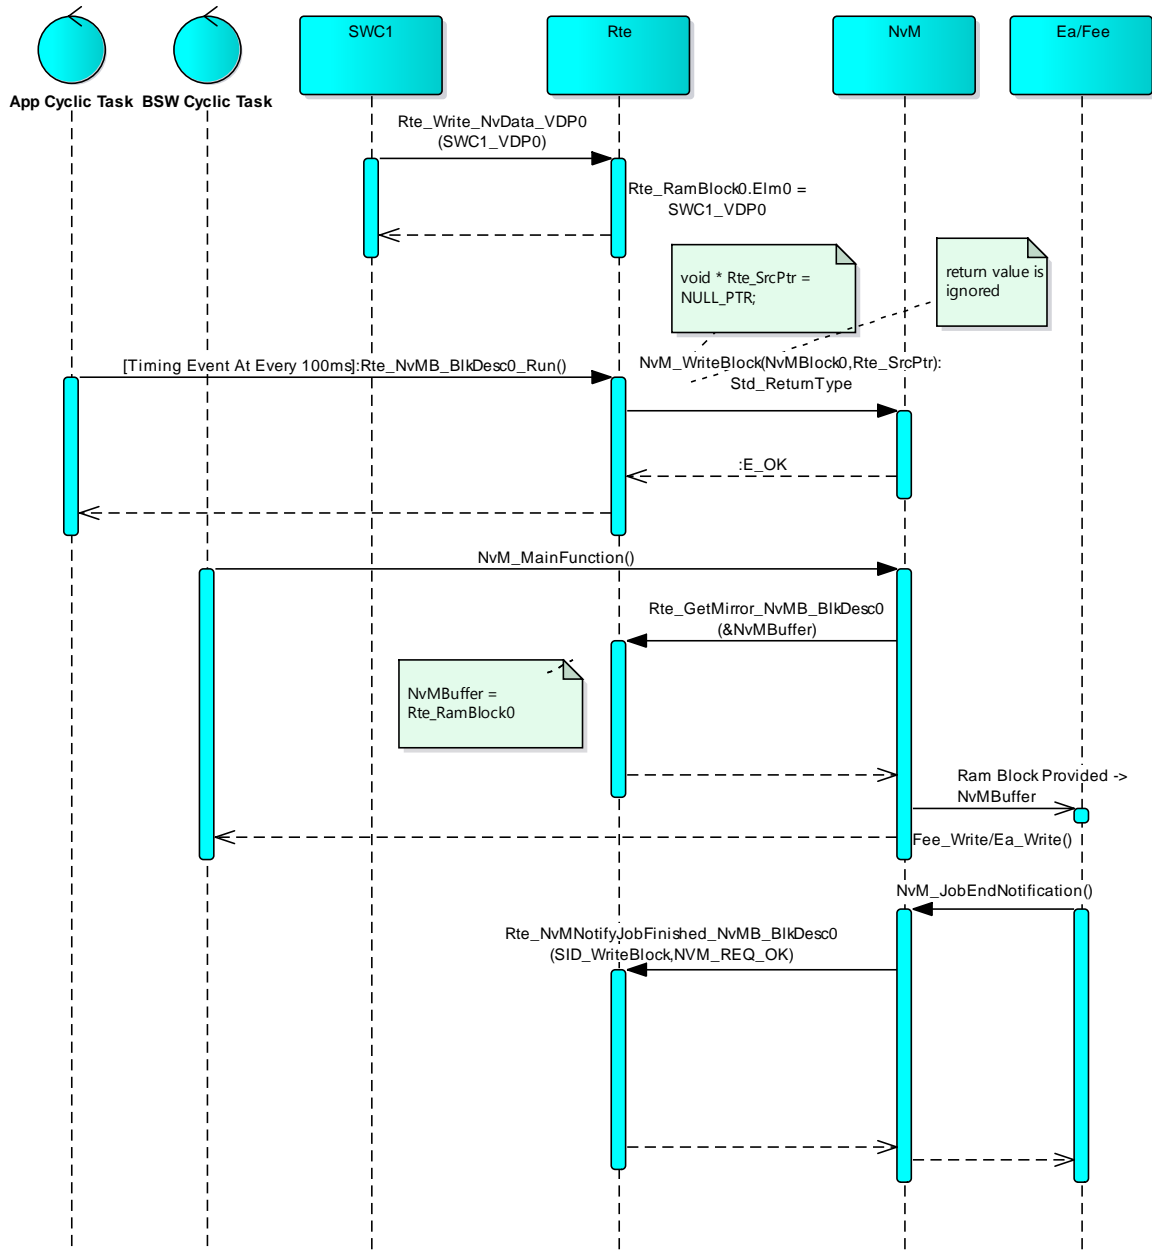 SWC1
Rte
NvM
Ea/Fee
App Cyclic Task
BSW Cyclic Task
Rte_Write_NvData_VDP0
(SWC1_VDP0)
Rte_RamBlock0.Elm0 =
SWC1_VDP0
void * Rte_SrcPtr =
NULL_PTR;
return value is
ignored
[Timing Event At Every 100ms]:Rte_NvMB_BlkDesc0_Run()
NvM_WriteBlock(NvMBlock0,Rte_SrcPtr):
Std_ReturnType
:E_OK
NvM_MainFunction()
Rte_GetMirror_NvMB_BlkDesc0
(&NvMBuffer)
NvMBuffer =
Rte_RamBlock0
Ram Block Provided ->
NvMBuffer
Fee_Write/Ea_Write()
NvM_JobEndNotification()
Rte_NvMNotifyJobFinished_NvMB_BlkDesc0
(SID_WriteBlock,NVM_REQ_OK)